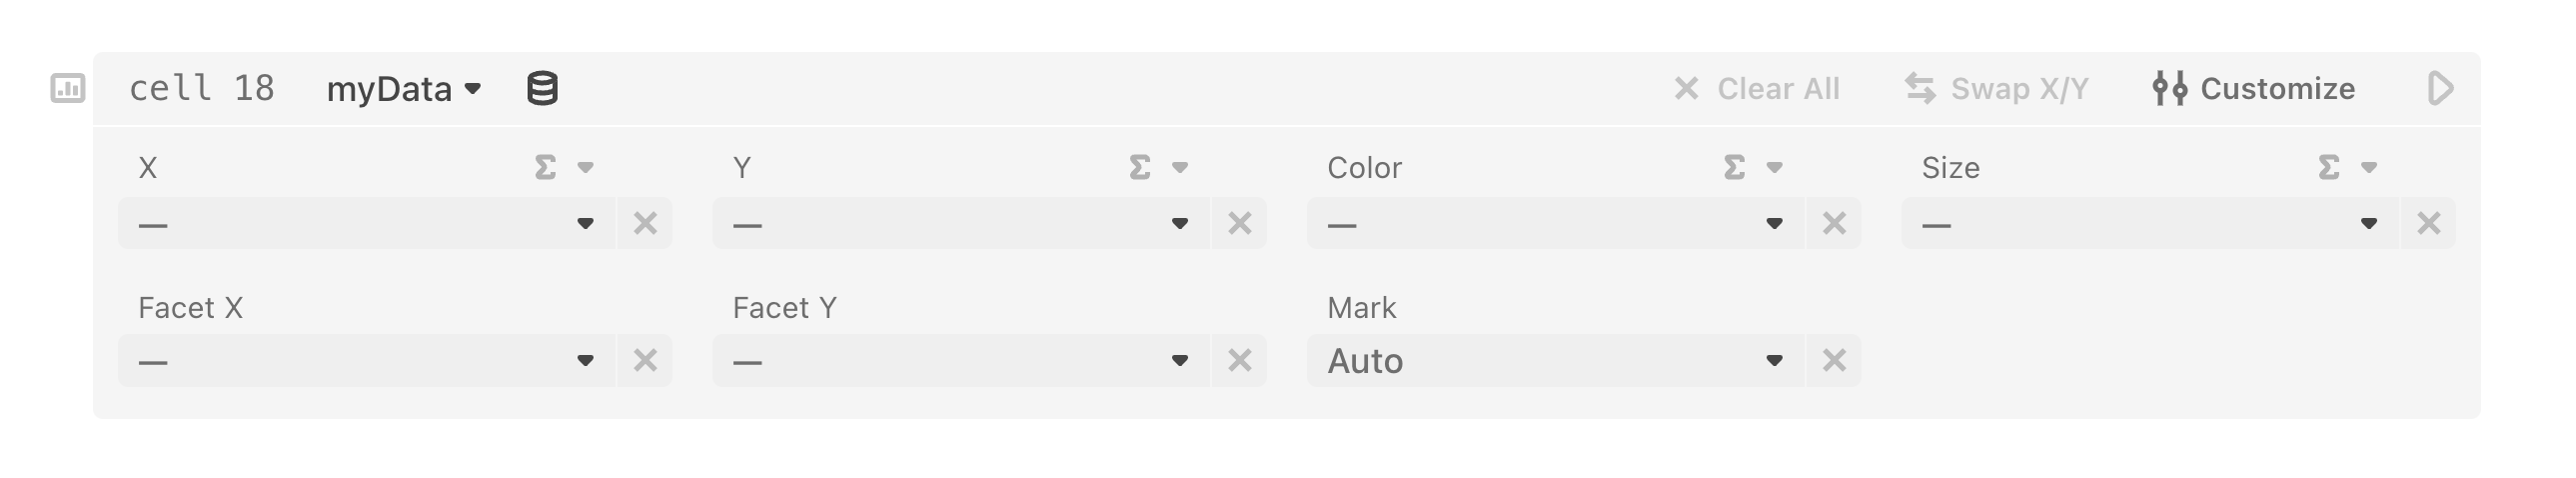 cell 18 myData Clear All Swap X/Y Customize
X Σ Y Σ Color Σ Size Σ
— — — —
Facet X Facet Y Mark
— — Auto